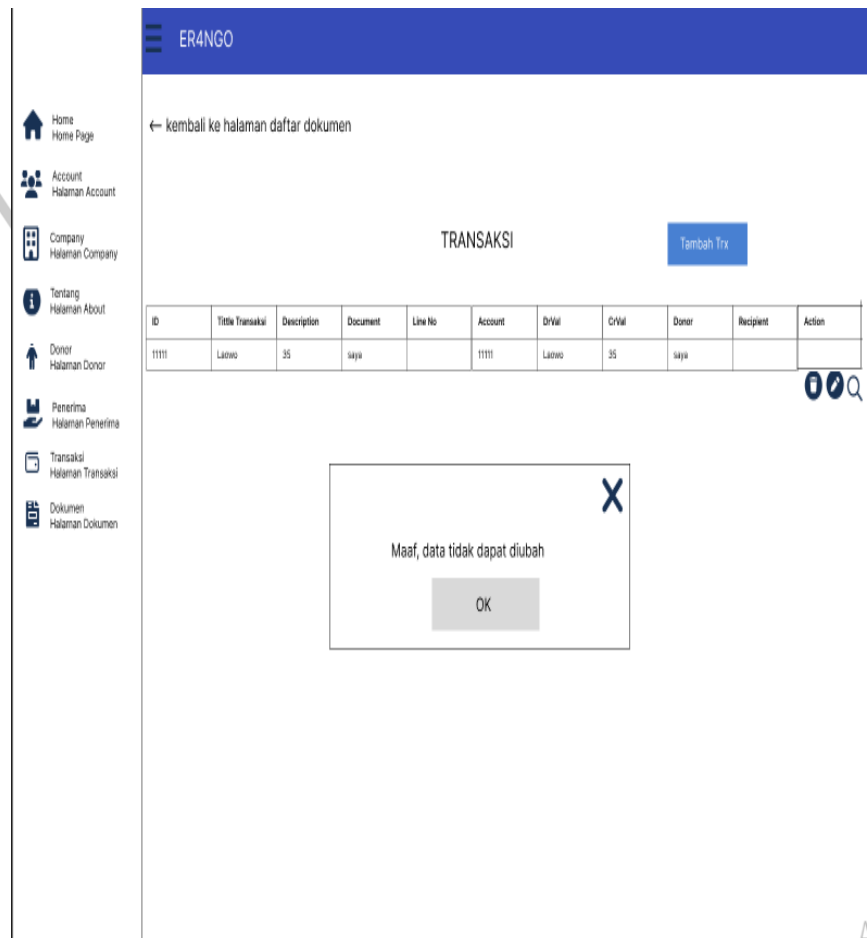 ER4NGO
Home
Home Page
← kembali ke halaman daftar dokumen
Account
Halaman Account
Company
Halaman Company
TRANSAKSI
Tambah Trx
Tentang
Halaman About
ID Tittle Transaksi Description Document Line No Account DrVal CrVal Donor Recipient Action
11111 Laowo 35 saya 11111 Laowo 35 saya
Donor
Halaman Donor
Penerima
Halaman Penerima
Transaksi
Halaman Transaksi
Dokumen
Halaman Dokumen
X
Maaf, data tidak dapat diubah
OK